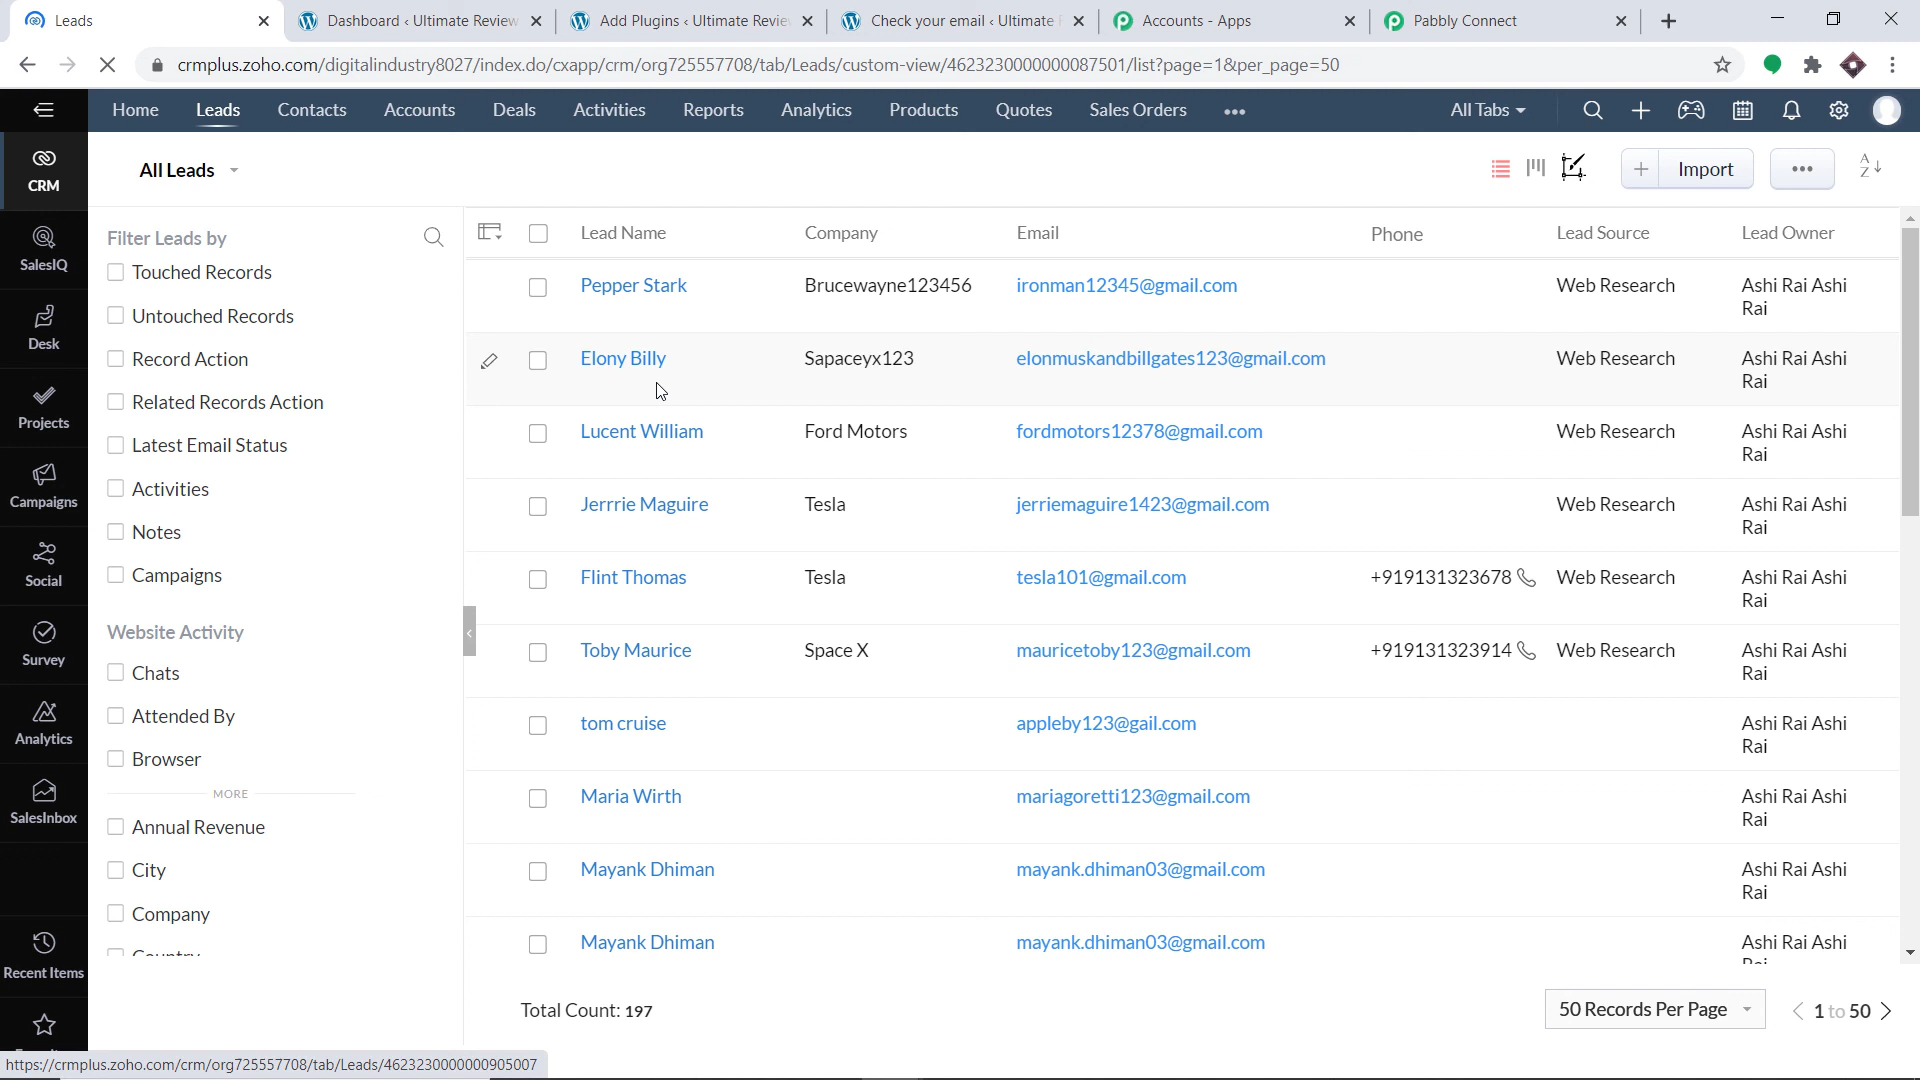 Leads
Dashboard ‹ Ultimate Review
Add Plugins ‹ Ultimate Revie
Check your email ‹ Ultimate
Accounts - Apps
Pabbly Connect
crmplus.zoho.com/digitalindustry8027/index.do/cxapp/crm/org725557708/tab/Leads/custom-view/4623230000000087501/list?page=1&per_page=50
Home Leads Contacts Accounts Deals Activities Reports Analytics Products Quotes Sales Orders ••• All Tabs
CRM
SalesIQ
Desk
Projects
Campaigns
Social
Survey
Analytics
SalesInbox
Recent Items
All Leads
Import
•••
A
Z
Filter Leads by
Touched Records
Untouched Records
Record Action
Related Records Action
Latest Email Status
Activities
Notes
Campaigns
Website Activity
Chats
Attended By
Browser
MORE
Annual Revenue
City
Company
Country
Lead Name Company Email Phone Lead Source Lead Owner
Pepper Stark Brucewayne123456 ironman12345@gmail.com Web Research Ashi Rai Ashi
Rai
Elony Billy Sapaceyx123 elonmuskandbillgates123@gmail.com Web Research Ashi Rai Ashi
Rai
Lucent William Ford Motors fordmotors12378@gmail.com Web Research Ashi Rai Ashi
Rai
Jerrrie Maguire Tesla jerriemaguire1423@gmail.com Web Research Ashi Rai Ashi
Rai
Flint Thomas Tesla tesla101@gmail.com +919131323678 Web Research Ashi Rai Ashi
Rai
Toby Maurice Space X mauricetoby123@gmail.com +919131323914 Web Research Ashi Rai Ashi
Rai
tom cruise appleby123@gail.com Ashi Rai Ashi
Rai
Maria Wirth mariagoretti123@gmail.com Ashi Rai Ashi
Rai
Mayank Dhiman mayank.dhiman03@gmail.com Ashi Rai Ashi
Rai
Mayank Dhiman mayank.dhiman03@gmail.com Ashi Rai Ashi
Rai
Total Count: 197
50 Records Per Page
1 to 50
https://crmplus.zoho.com/crm/org725557708/tab/Leads/4623230000000905007